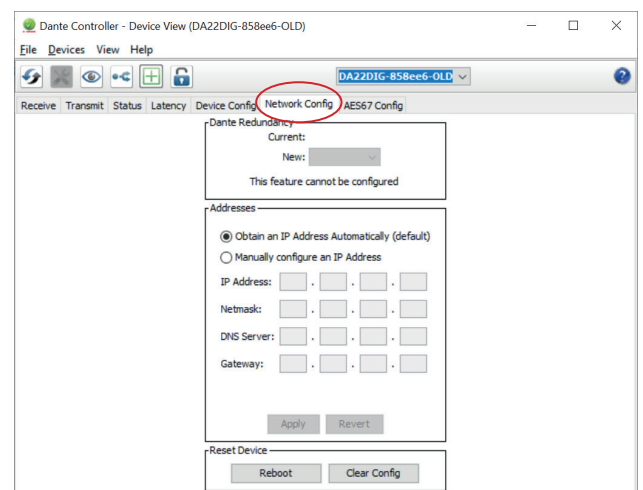 Dante Controller - Device View (DA22DIG-858ee6-OLD)
File Devices View Help
DA22DIG-858ee6-OLD
Receive Transmit Status Latency Device Config Network Config AES67 Config
Dante Redundancy
Current:
New:
This feature cannot be configured
Addresses
Obtain an IP Address Automatically (default)
Manually configure an IP Address
IP Address: . . .
Netmask: . . .
DNS Server: . . .
Gateway: . . .
Apply Revert
Reset Device
Reboot Clear Config